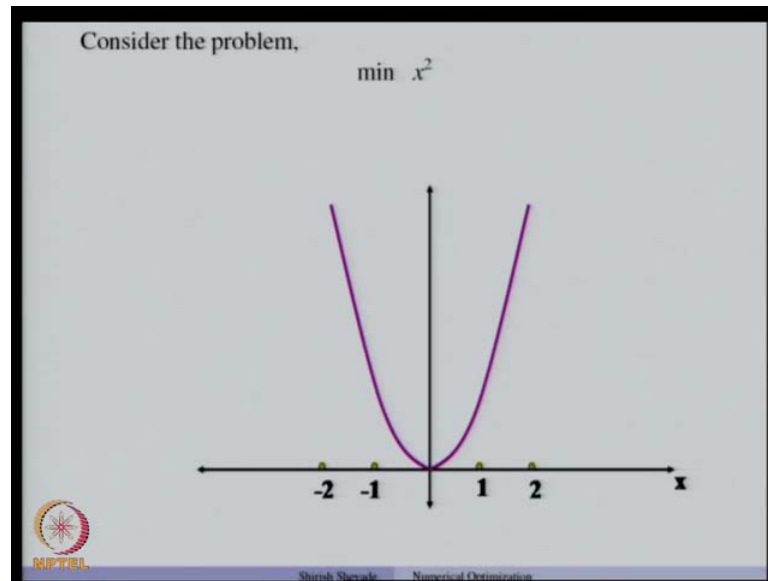 Consider the problem,
min x²
-2 -1 1 2 x
NPTEL
Shirish Shevade Numerical Optimization